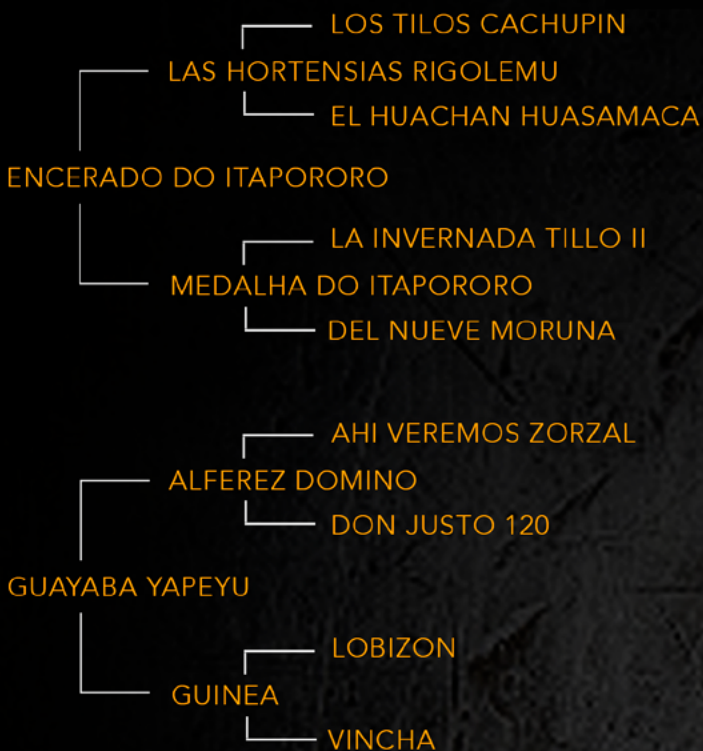 LOS TILOS CACHUPIN
LAS HORTENSIAS RIGOLEMU
EL HUACHAN HUASAMACA
ENCERADO DO ITAPORORO
LA INVERNADA TILLO II
MEDALHA DO ITAPORORO
DEL NUEVE MORUNA
AHI VEREMOS ZORZAL
ALFEREZ DOMINO
DON JUSTO 120
GUAYABA YAPEYU
LOBIZON
GUINEA
VINCHA